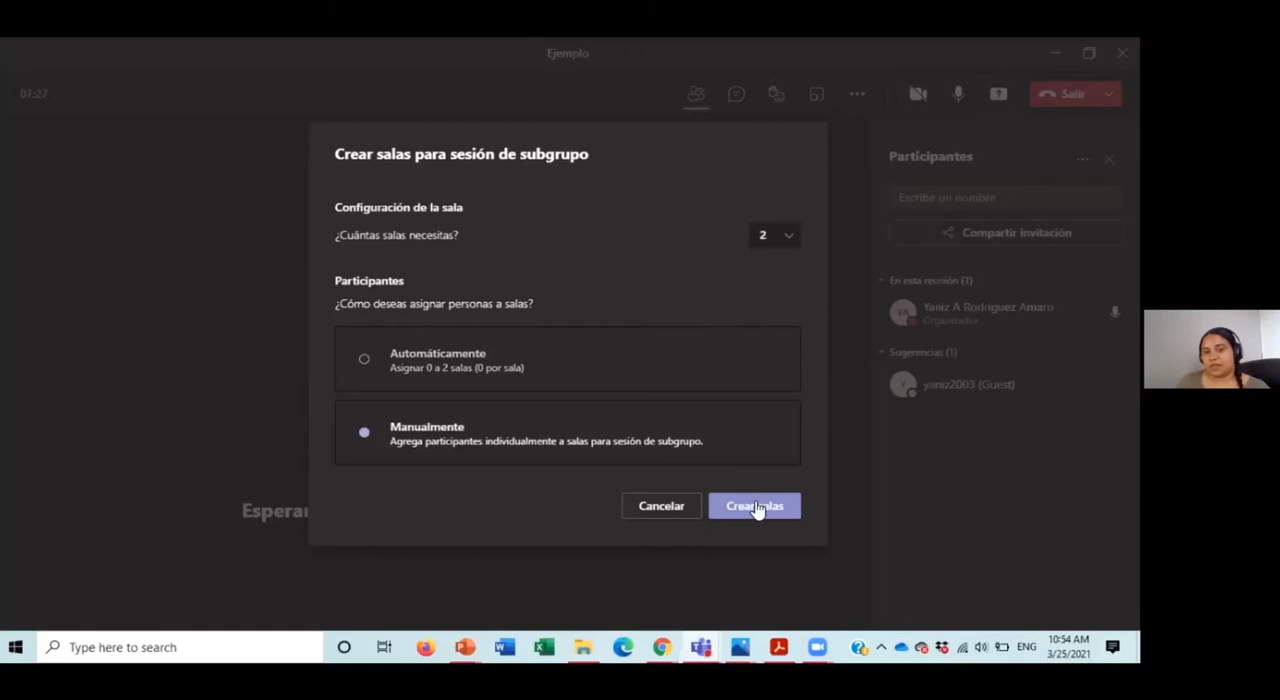 Ejemplo
07:27
Salir
Crear salas para sesión de subgrupo
Configuración de la sala
¿Cuántas salas necesitas?
2
Participantes
¿Cómo deseas asignar personas a salas?
Automáticamente
Asignar 0 a 2 salas (0 por sala)
Manualmente
Agrega participantes individualmente a salas para sesión de subgrupo.
Cancelar
Crear salas
Esperan
Participantes
Escribe un nombre
Compartir invitación
En esta reunión (1)
YA
Yaniz A Rodriguez Amaro
Organizador
Sugerencias (1)
Y
yaniz2003 (Guest)
Type here to search
ENG
10:54 AM
3/25/2021